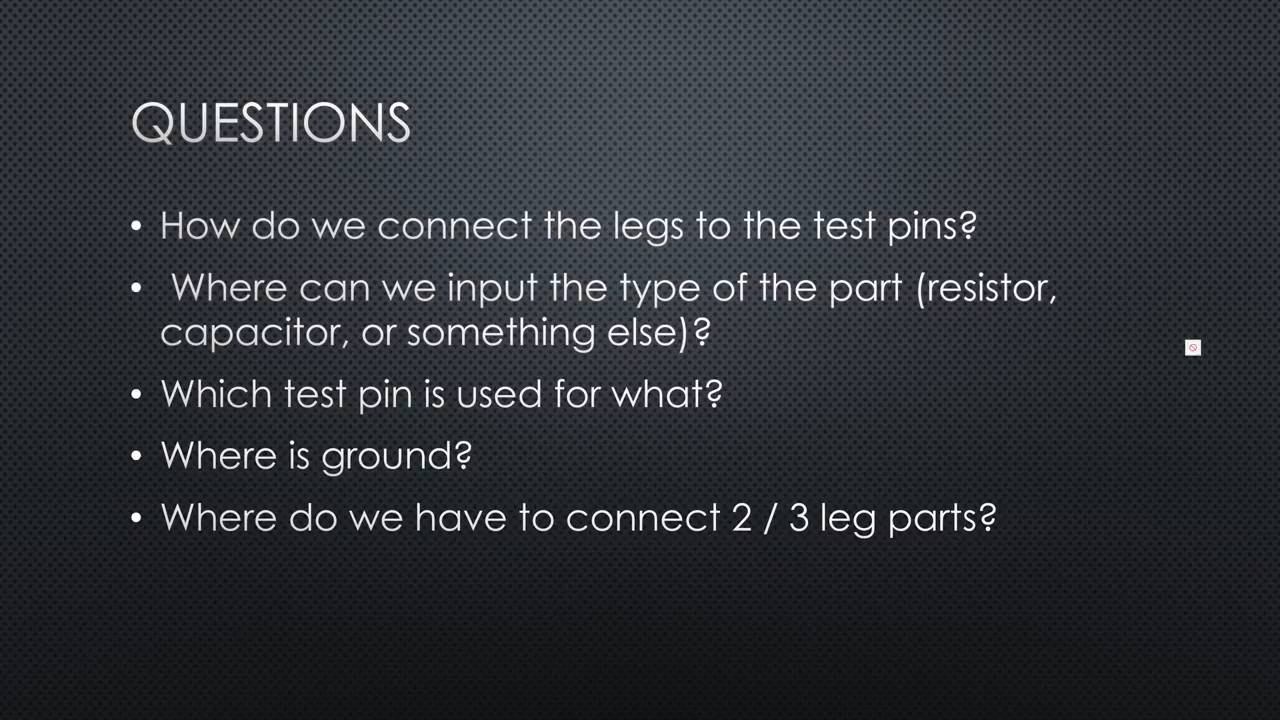 QUESTIONS
• How do we connect the legs to the test pins?
• Where can we input the type of the part (resistor,
capacitor, or something else)?
• Which test pin is used for what?
• Where is ground?
• Where do we have to connect 2 / 3 leg parts?